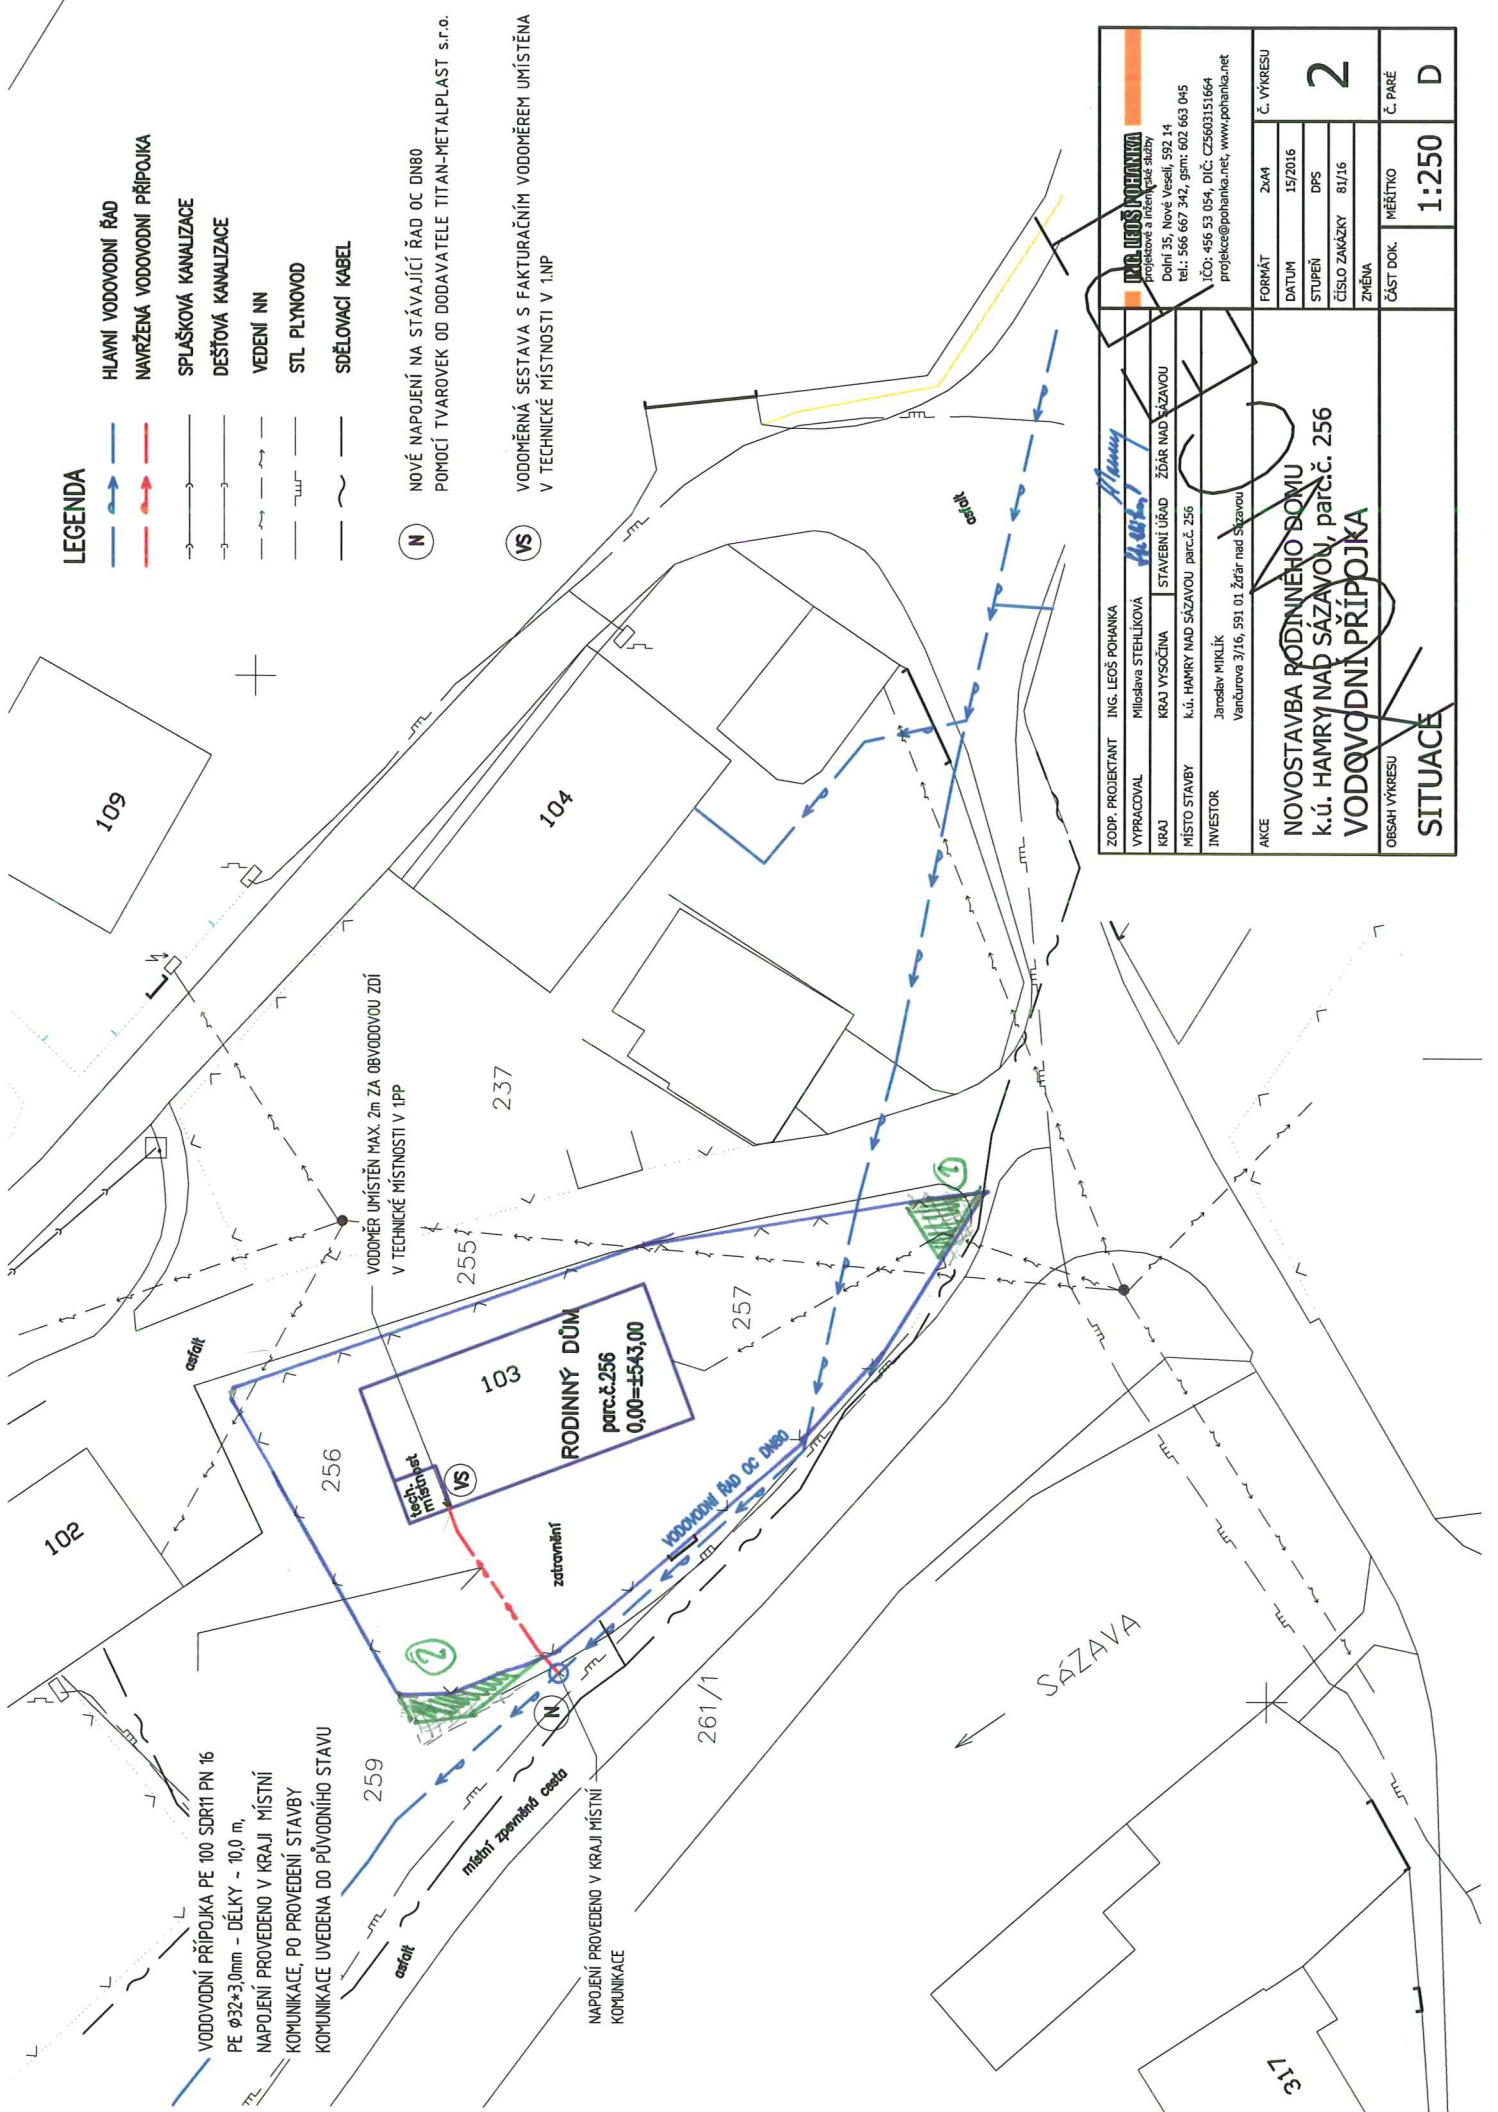 LEGENDA
HLAVNÍ VODOVODNÍ ŘAD
NAVRŽENÁ VODOVODNÍ PŘÍPOJKA
SPLAŠKOVÁ KANALIZACE
DEŠŤOVÁ KANALIZACE
VEDENÍ NN
STL PLYNOVOD
SDĚLOVACÍ KABEL
N
NOVÉ NAPOJENÍ NA STÁVAJÍCÍ ŘAD OC DN80
POMOCÍ TVAROVEK OD DODAVATELE TITAN-METALPLAST s.r.o.
VS
VODOMĚRNÁ SESTAVA S FAKTURAČNÍM VODOMĚREM UMÍSTĚNA
V TECHNICKÉ MÍSTNOSTI V 1.NP
109
104
102
237
VODOMĚR UMÍSTĚN MAX. 2m ZA OBVODOVOU ZDÍ
V TECHNICKÉ MÍSTNOSTI V 1.PP
255
257
256
103
RODINNÝ DŮM
parc.č.256
0,00=±543,00
tech.
místnost
VS
zatravnění
VODOVODNÍ ŘAD OC DN80
asfalt
asfalt
asfalt
1
2
N
259
261/1
místní zpevněná cesta
SÁZAVA
317
VODOVODNÍ PŘÍPOJKA PE 100 SDR11 PN 16
PE φ32*3,0mm - DÉLKY ~ 10,0 m,
NAPOJENÍ PROVEDENO V KRAJI MÍSTNÍ
KOMUNIKACE, PO PROVEDENÍ STAVBY
KOMUNIKACE UVEDENA DO PŮVODNÍHO STAVU
NAPOJENÍ PROVEDENO V KRAJI MÍSTNÍ
KOMUNIKACE
ZODP. PROJEKTANT ING. LEOŠ POHANKA
VYPRACOVAL Miloslava STEHLÍKOVÁ
KRAJ KRAJ VYSOČINA STAVEBNÍ ÚŘAD ŽĎÁR NAD SÁZAVOU
MÍSTO STAVBY k.ú. HAMRY NAD SÁZAVOU parc.č. 256
INVESTOR Jaroslav MIKLÍK
Vančurova 3/16, 591 01 Žďár nad Sázavou
ING. LEOŠ POHANKA
projektové a inženýrské služby
Dolní 35, Nové Veselí, 592 14
tel.: 566 667 342, gsm: 602 663 045
IČO: 456 53 054, DIČ: CZ5603151664
projekce@pohanka.net, www.pohanka.net
AKCE
NOVOSTAVBA RODINNÉHO DOMU
k.ú. HAMRY NAD SÁZAVOU, parc.č. 256
VODOVODNÍ PŘÍPOJKA
FORMÁT 2xA4
DATUM 15/2016
STUPEŇ DPS
ČÍSLO ZAKÁZKY 81/16
ZMĚNA
Č. VÝKRESU
2
OBSAH VÝKRESU
SITUACE
ČÁST DOK.
MĚŘÍTKO
1:250
Č. PARÉ
D